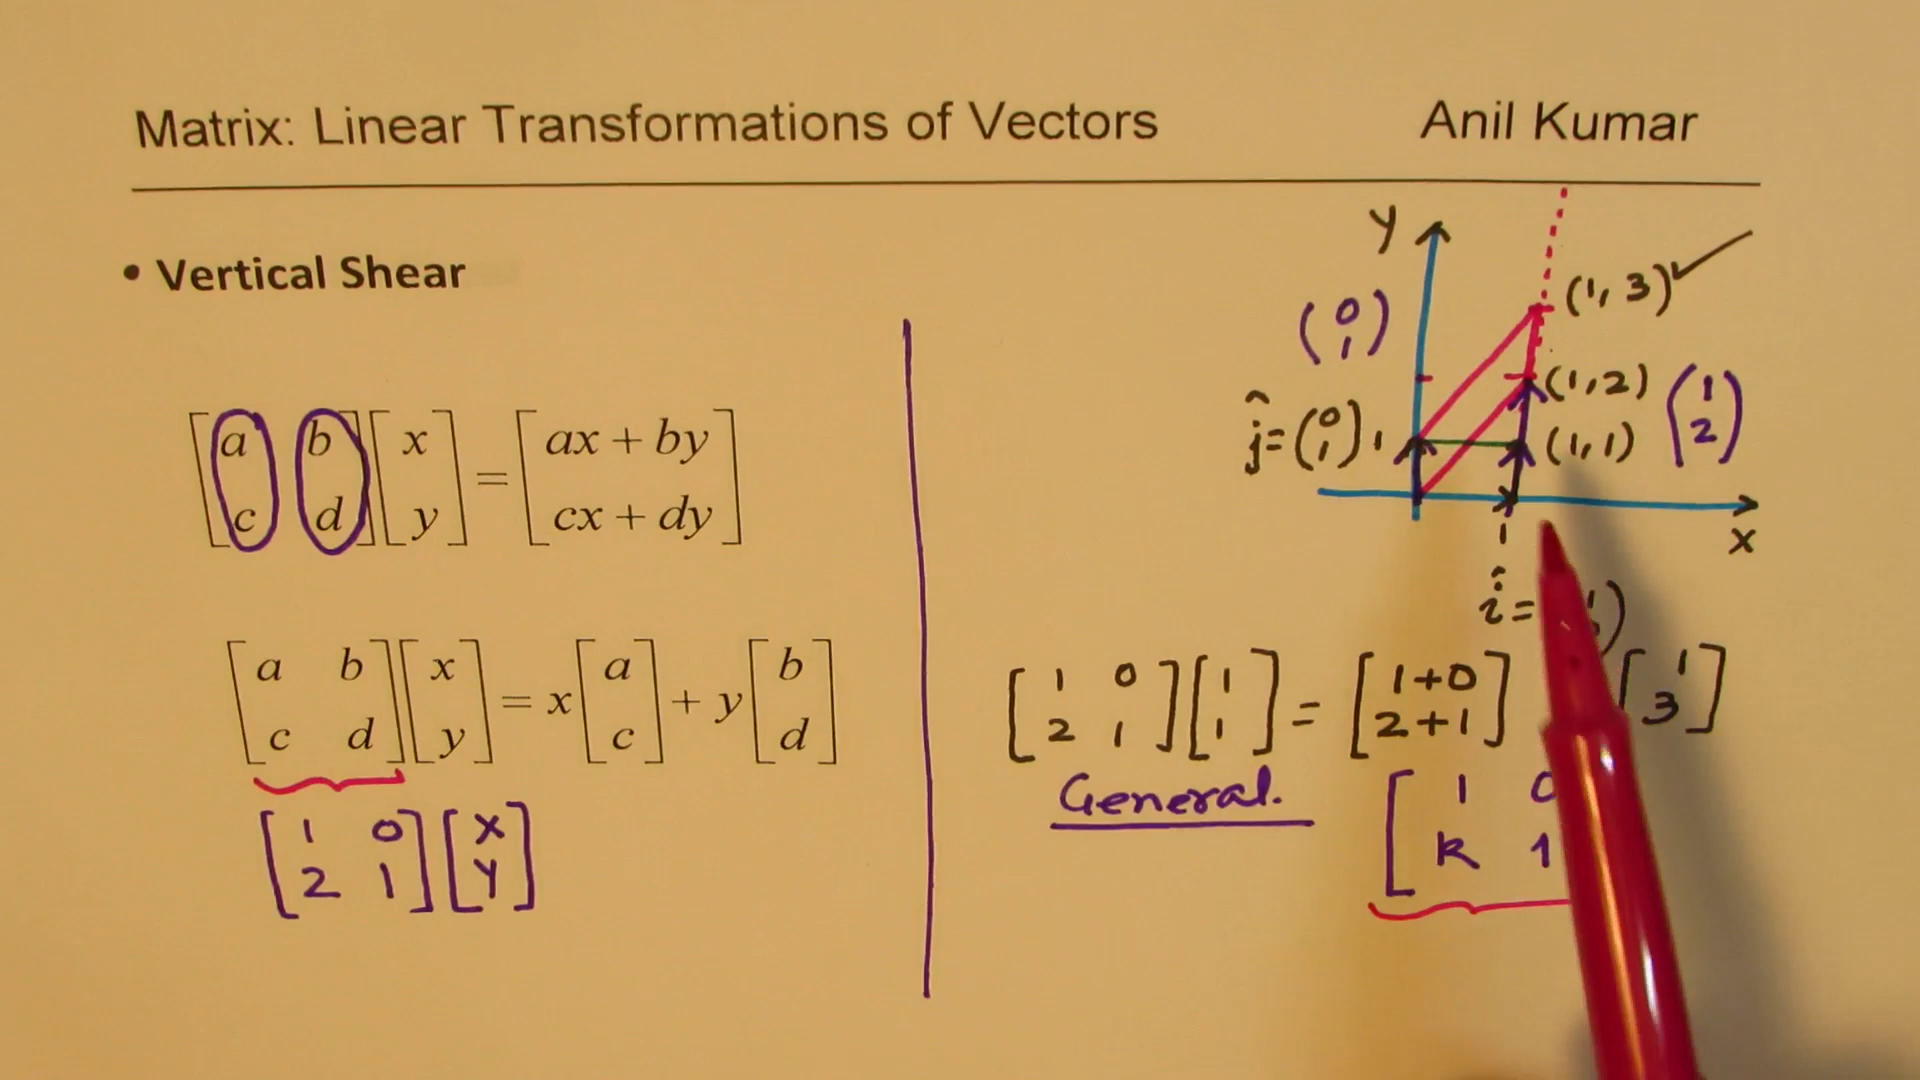 Matrix: Linear Transformations of Vectors Anil Kumar
• Vertical Shear
[a b; c d] [x; y] = [ax + by; cx + dy]
[a b; c d] [x; y] = x [a; c] + y [b; d]
[1 0; 2 1] [x; y]
y
(1, 3)
(0; 1)
(1, 2) (1; 2)
ĵ = (0; 1) 1
(1, 1)
1
x
î =
[1 0; 2 1] [1; 1] = [1+0; 2+1] [1; 3]
General.
[1 0; k 1